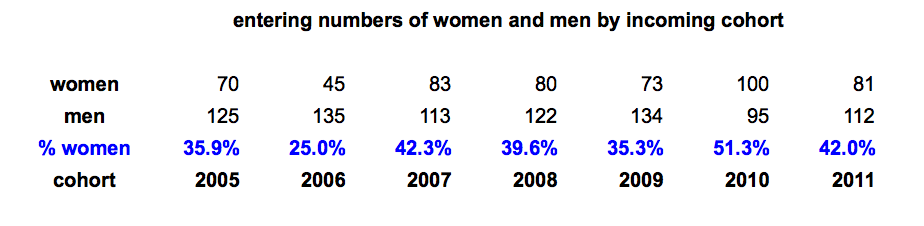 entering numbers of women and men by incoming cohort
women 70 45 83 80 73 100 81
men 125 135 113 122 134 95 112
% women 35.9% 25.0% 42.3% 39.6% 35.3% 51.3% 42.0%
cohort 2005 2006 2007 2008 2009 2010 2011